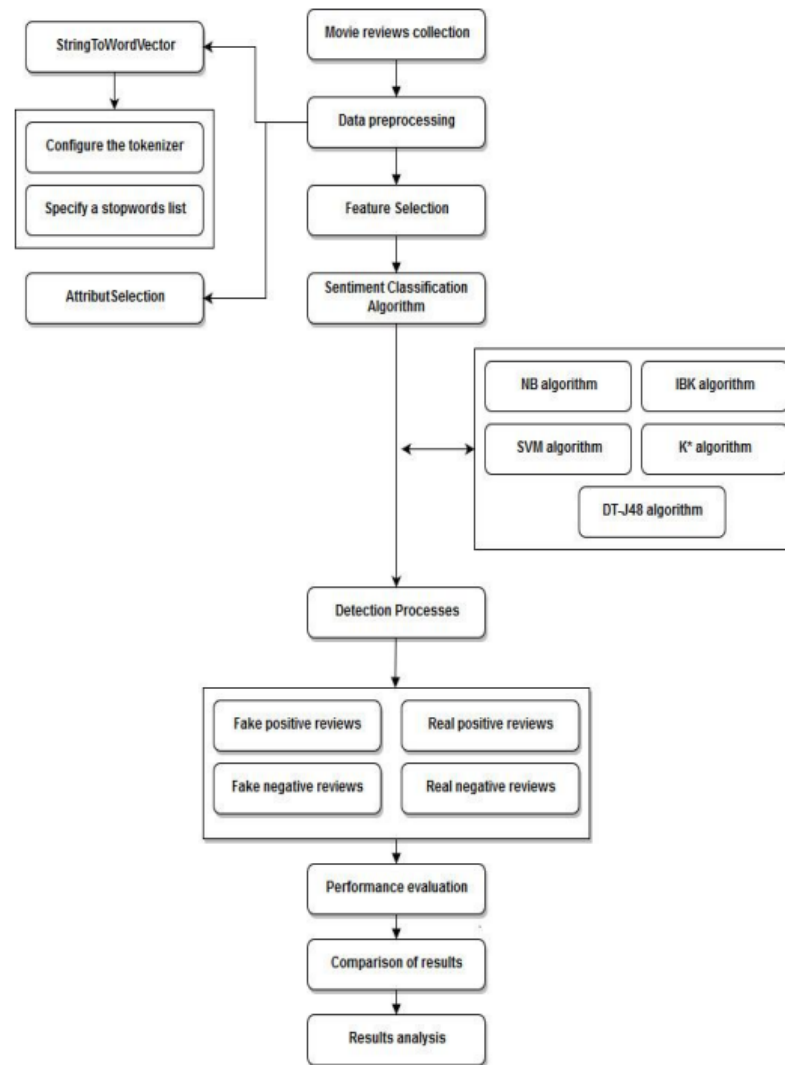 Movie reviews collection
StringToWordVector
Data preprocessing
Configure the tokenizer
Specify a stopwords list
Feature Selection
AttributSelection
Sentiment Classification
Algorithm
NB algorithm
IBK algorithm
SVM algorithm
K* algorithm
DT-J48 algorithm
Detection Processes
Fake positive reviews
Real positive reviews
Fake negative reviews
Real negative reviews
Performance evaluation
Comparison of results
Results analysis